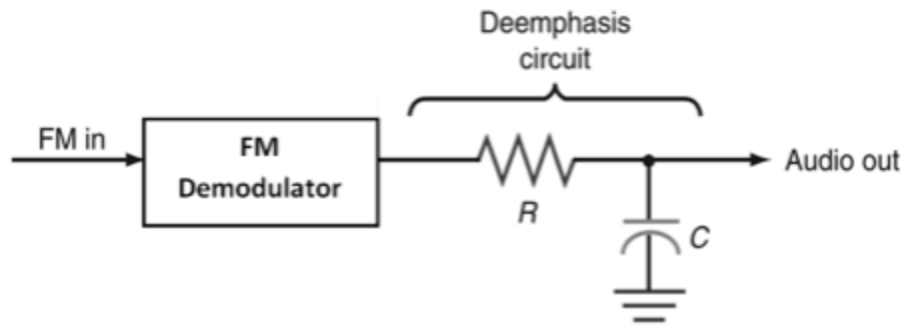 Deemphasis
circuit
FM in
FM
Demodulator
Audio out
R
C